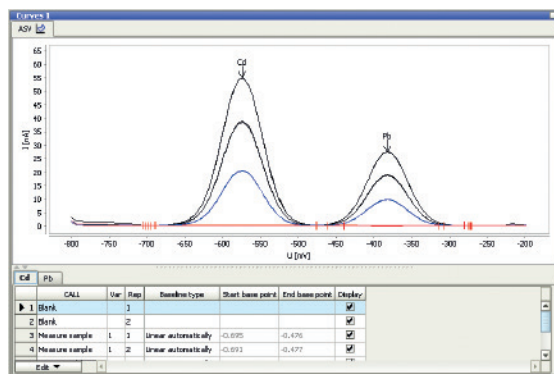 Curves 1
ASV
65
60
55
50
45
40
35
30
25
20
15
10
5
0
I [nA]
Cd
Pb
-800 -750 -700 -650 -600 -550 -500 -450 -400 -350 -300 -250 -200
U [mV]
Cd Pb
CALL Var Rep Baseline type Start base point End base point Display
1 Blank 1
2 Blank 2
3 Measure sample 1 1 Linear automatically -0.695 -0.476
4 Measure sample 1 2 Linear automatically -0.691 -0.477
Edit